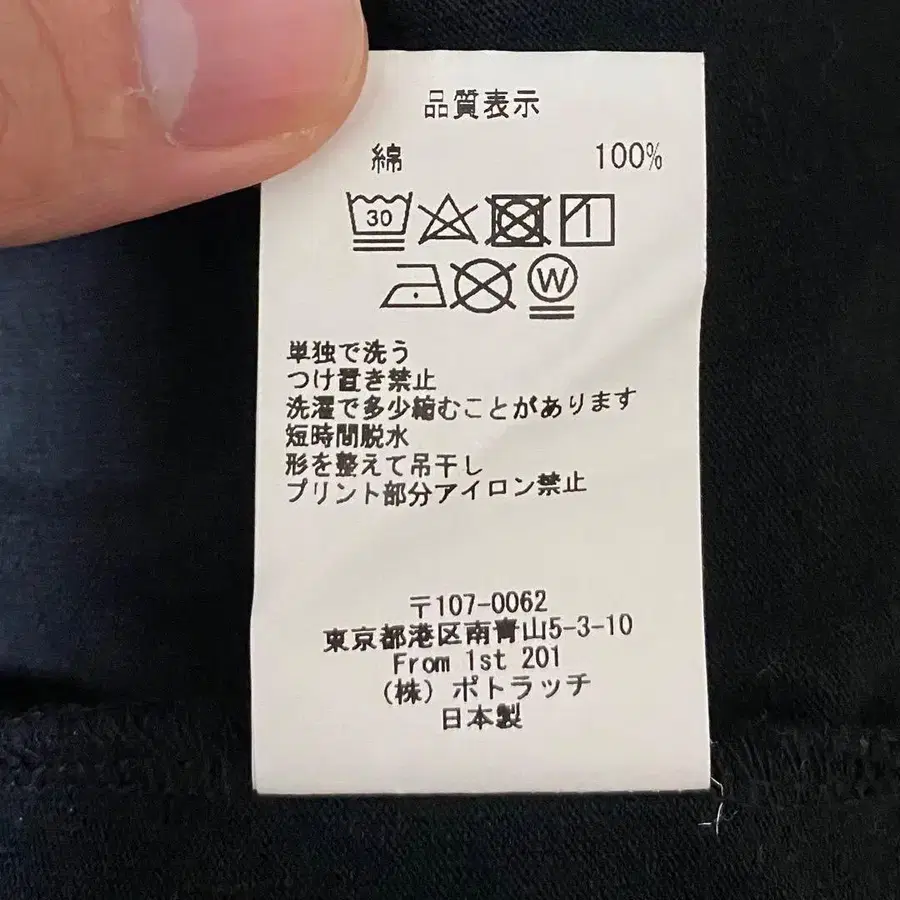 品質表示
綿 100%
30
W
単独で洗う
つけ置き禁止
洗濯で多少縮むことがあります
短時間脱水
形を整えて吊干し
プリント部分アイロン禁止
〒107-0062
東京都港区南青山5-3-10
From 1st 201
(株) ポトラッチ
日本製